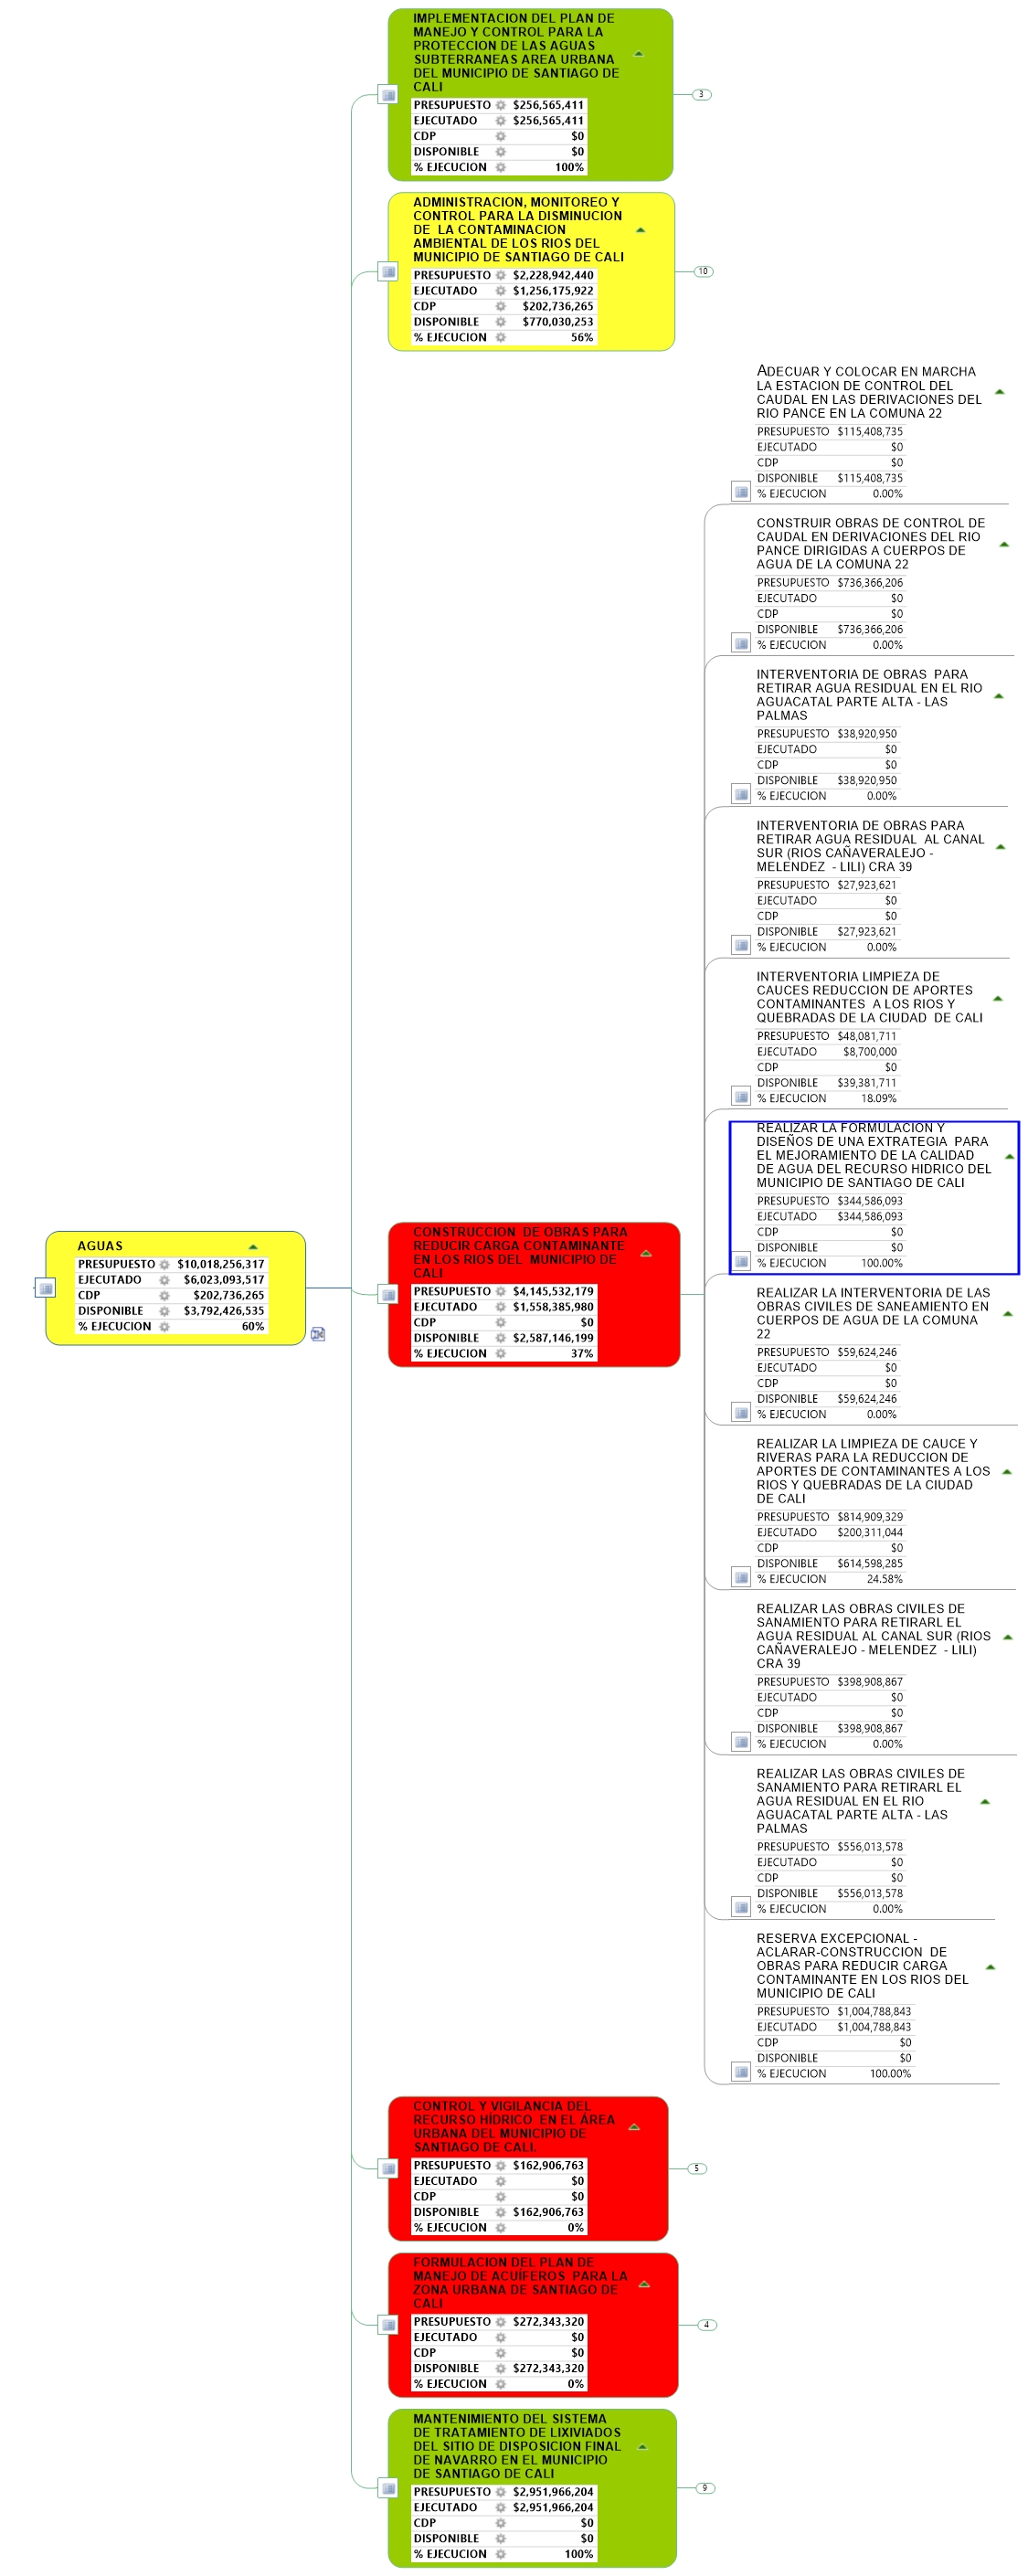 IMPLEMENTACION DEL PLAN DE
MANEJO Y CONTROL PARA LA
PROTECCION DE LAS AGUAS
SUBTERRANEAS AREA URBANA
DEL MUNICIPIO DE SANTIAGO DE
CALI
PRESUPUESTO $256,565,411
EJECUTADO $256,565,411
CDP $0
DISPONIBLE $0
% EJECUCION 100%
3
ADMINISTRACION, MONITOREO Y
CONTROL PARA LA DISMINUCION
DE LA CONTAMINACION
AMBIENTAL DE LOS RIOS DEL
MUNICIPIO DE SANTIAGO DE CALI
PRESUPUESTO $2,228,942,440
EJECUTADO $1,256,175,922
CDP $202,736,265
DISPONIBLE $770,030,253
% EJECUCION 56%
10
ADECUAR Y COLOCAR EN MARCHA
LA ESTACION DE CONTROL DEL
CAUDAL EN LAS DERIVACIONES DEL
RIO PANCE EN LA COMUNA 22
PRESUPUESTO $115,408,735
EJECUTADO $0
CDP $0
DISPONIBLE $115,408,735
% EJECUCION 0.00%
CONSTRUIR OBRAS DE CONTROL DE
CAUDAL EN DERIVACIONES DEL RIO
PANCE DIRIGIDAS A CUERPOS DE
AGUA DE LA COMUNA 22
PRESUPUESTO $736,366,206
EJECUTADO $0
CDP $0
DISPONIBLE $736,366,206
% EJECUCION 0.00%
INTERVENTORIA DE OBRAS PARA
RETIRAR AGUA RESIDUAL EN EL RIO
AGUACATAL PARTE ALTA - LAS
PALMAS
PRESUPUESTO $38,920,950
EJECUTADO $0
CDP $0
DISPONIBLE $38,920,950
% EJECUCION 0.00%
INTERVENTORIA DE OBRAS PARA
RETIRAR AGUA RESIDUAL AL CANAL
SUR (RIOS CAÑAVERALEJO -
MELENDEZ - LILI) CRA 39
PRESUPUESTO $27,923,621
EJECUTADO $0
CDP $0
DISPONIBLE $27,923,621
% EJECUCION 0.00%
INTERVENTORIA LIMPIEZA DE
CAUCES REDUCCION DE APORTES
CONTAMINANTES A LOS RIOS Y
QUEBRADAS DE LA CIUDAD DE CALI
PRESUPUESTO $48,081,711
EJECUTADO $8,700,000
CDP $0
DISPONIBLE $39,381,711
% EJECUCION 18.09%
REALIZAR LA FORMULACION Y
DISEÑOS DE UNA EXTRATEGIA PARA
EL MEJORAMIENTO DE LA CALIDAD
DE AGUA DEL RECURSO HIDRICO DEL
MUNICIPIO DE SANTIAGO DE CALI
PRESUPUESTO $344,586,093
EJECUTADO $344,586,093
CDP $0
DISPONIBLE $0
% EJECUCION 100.00%
AGUAS
PRESUPUESTO $10,018,256,317
EJECUTADO $6,023,093,517
CDP $202,736,265
DISPONIBLE $3,792,426,535
% EJECUCION 60%
CONSTRUCCION DE OBRAS PARA
REDUCIR CARGA CONTAMINANTE
EN LOS RIOS DEL MUNICIPIO DE
CALI
PRESUPUESTO $4,145,532,179
EJECUTADO $1,558,385,980
CDP $0
DISPONIBLE $2,587,146,199
% EJECUCION 37%
REALIZAR LA INTERVENTORIA DE LAS
OBRAS CIVILES DE SANEAMIENTO EN
CUERPOS DE AGUA DE LA COMUNA
22
PRESUPUESTO $59,624,246
EJECUTADO $0
CDP $0
DISPONIBLE $59,624,246
% EJECUCION 0.00%
REALIZAR LA LIMPIEZA DE CAUCE Y
RIVERAS PARA LA REDUCCION DE
APORTES DE CONTAMINANTES A LOS
RIOS Y QUEBRADAS DE LA CIUDAD
DE CALI
PRESUPUESTO $814,909,329
EJECUTADO $200,311,044
CDP $0
DISPONIBLE $614,598,285
% EJECUCION 24.58%
REALIZAR LAS OBRAS CIVILES DE
SANAMIENTO PARA RETIRARL EL
AGUA RESIDUAL AL CANAL SUR (RIOS
CAÑAVERALEJO - MELENDEZ - LILI)
CRA 39
PRESUPUESTO $398,908,867
EJECUTADO $0
CDP $0
DISPONIBLE $398,908,867
% EJECUCION 0.00%
REALIZAR LAS OBRAS CIVILES DE
SANAMIENTO PARA RETIRARL EL
AGUA RESIDUAL EN EL RIO
AGUACATAL PARTE ALTA - LAS
PALMAS
PRESUPUESTO $556,013,578
EJECUTADO $0
CDP $0
DISPONIBLE $556,013,578
% EJECUCION 0.00%
RESERVA EXCEPCIONAL -
ACLARAR-CONSTRUCCION DE
OBRAS PARA REDUCIR CARGA
CONTAMINANTE EN LOS RIOS DEL
MUNICIPIO DE CALI
PRESUPUESTO $1,004,788,843
EJECUTADO $1,004,788,843
CDP $0
DISPONIBLE $0
% EJECUCION 100.00%
CONTROL Y VIGILANCIA DEL
RECURSO HÍDRICO EN EL ÁREA
URBANA DEL MUNICIPIO DE
SANTIAGO DE CALI.
PRESUPUESTO $162,906,763
EJECUTADO $0
CDP $0
DISPONIBLE $162,906,763
% EJECUCION 0%
5
FORMULACION DEL PLAN DE
MANEJO DE ACUÍFEROS PARA LA
ZONA URBANA DE SANTIAGO DE
CALI
PRESUPUESTO $272,343,320
EJECUTADO $0
CDP $0
DISPONIBLE $272,343,320
% EJECUCION 0%
4
MANTENIMIENTO DEL SISTEMA
DE TRATAMIENTO DE LIXIVIADOS
DEL SITIO DE DISPOSICION FINAL
DE NAVARRO EN EL MUNICIPIO
DE SANTIAGO DE CALI
PRESUPUESTO $2,951,966,204
EJECUTADO $2,951,966,204
CDP $0
DISPONIBLE $0
% EJECUCION 100%
9